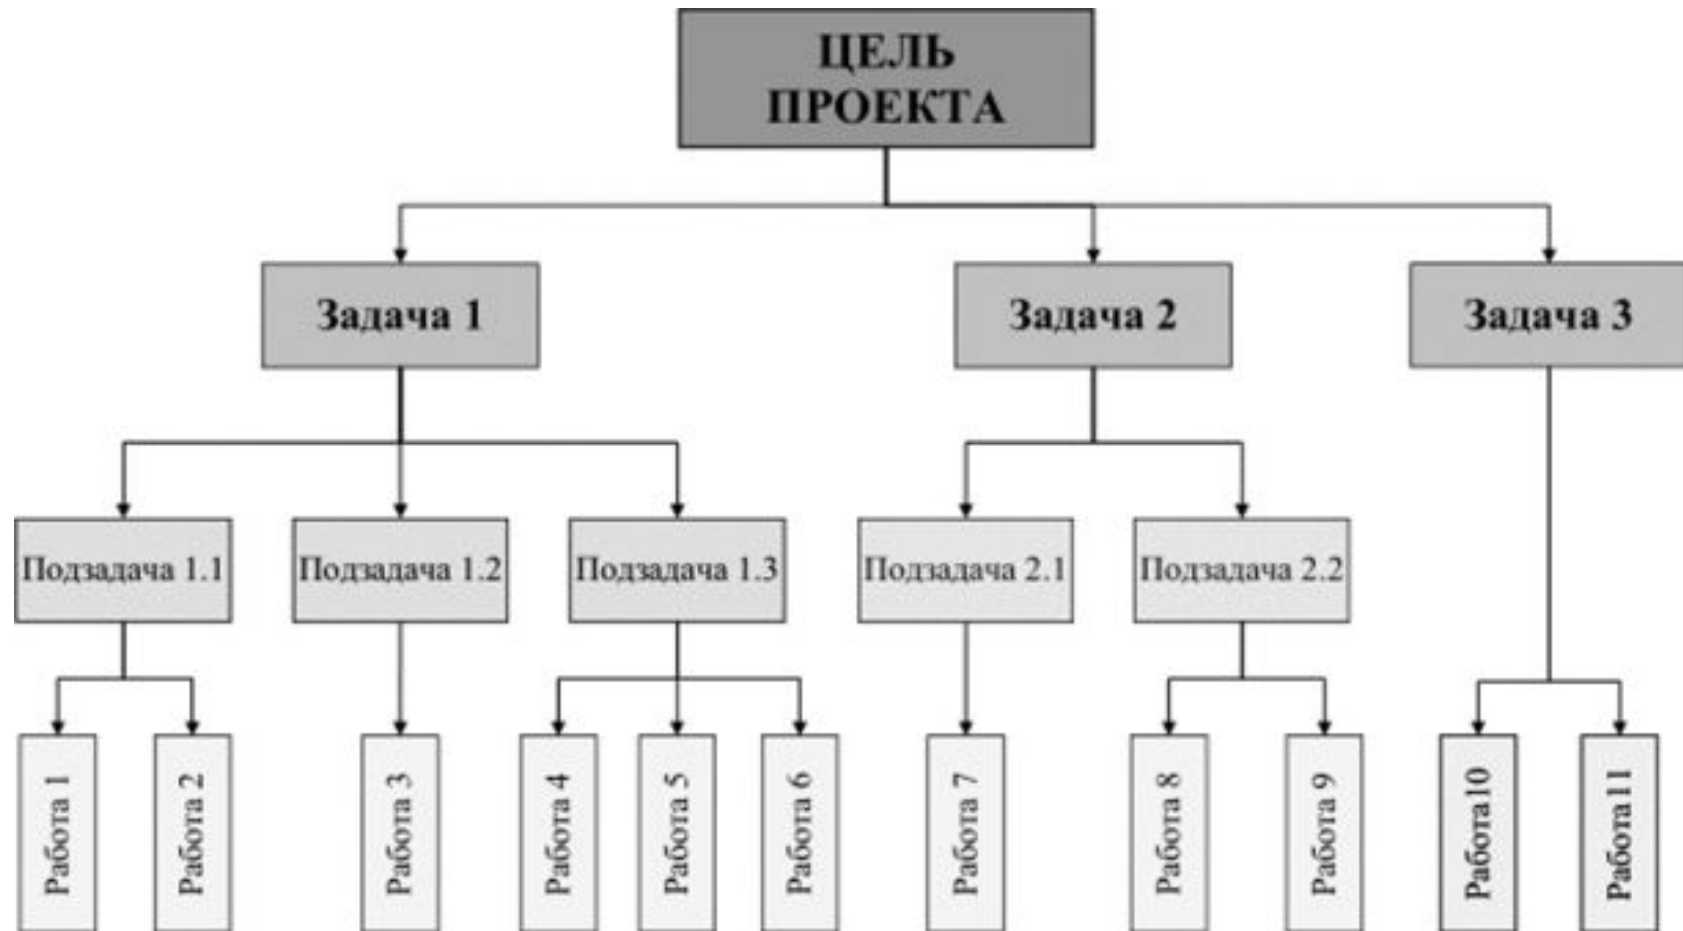 ЦЕЛЬ
ПРОЕКТА
Задача 1
Задача 2
Задача 3
Подзадача 1.1
Подзадача 1.2
Подзадача 1.3
Подзадача 2.1
Подзадача 2.2
Работа 1
Работа 2
Работа 3
Работа 4
Работа 5
Работа 6
Работа 7
Работа 8
Работа 9
Работа10
Работа11